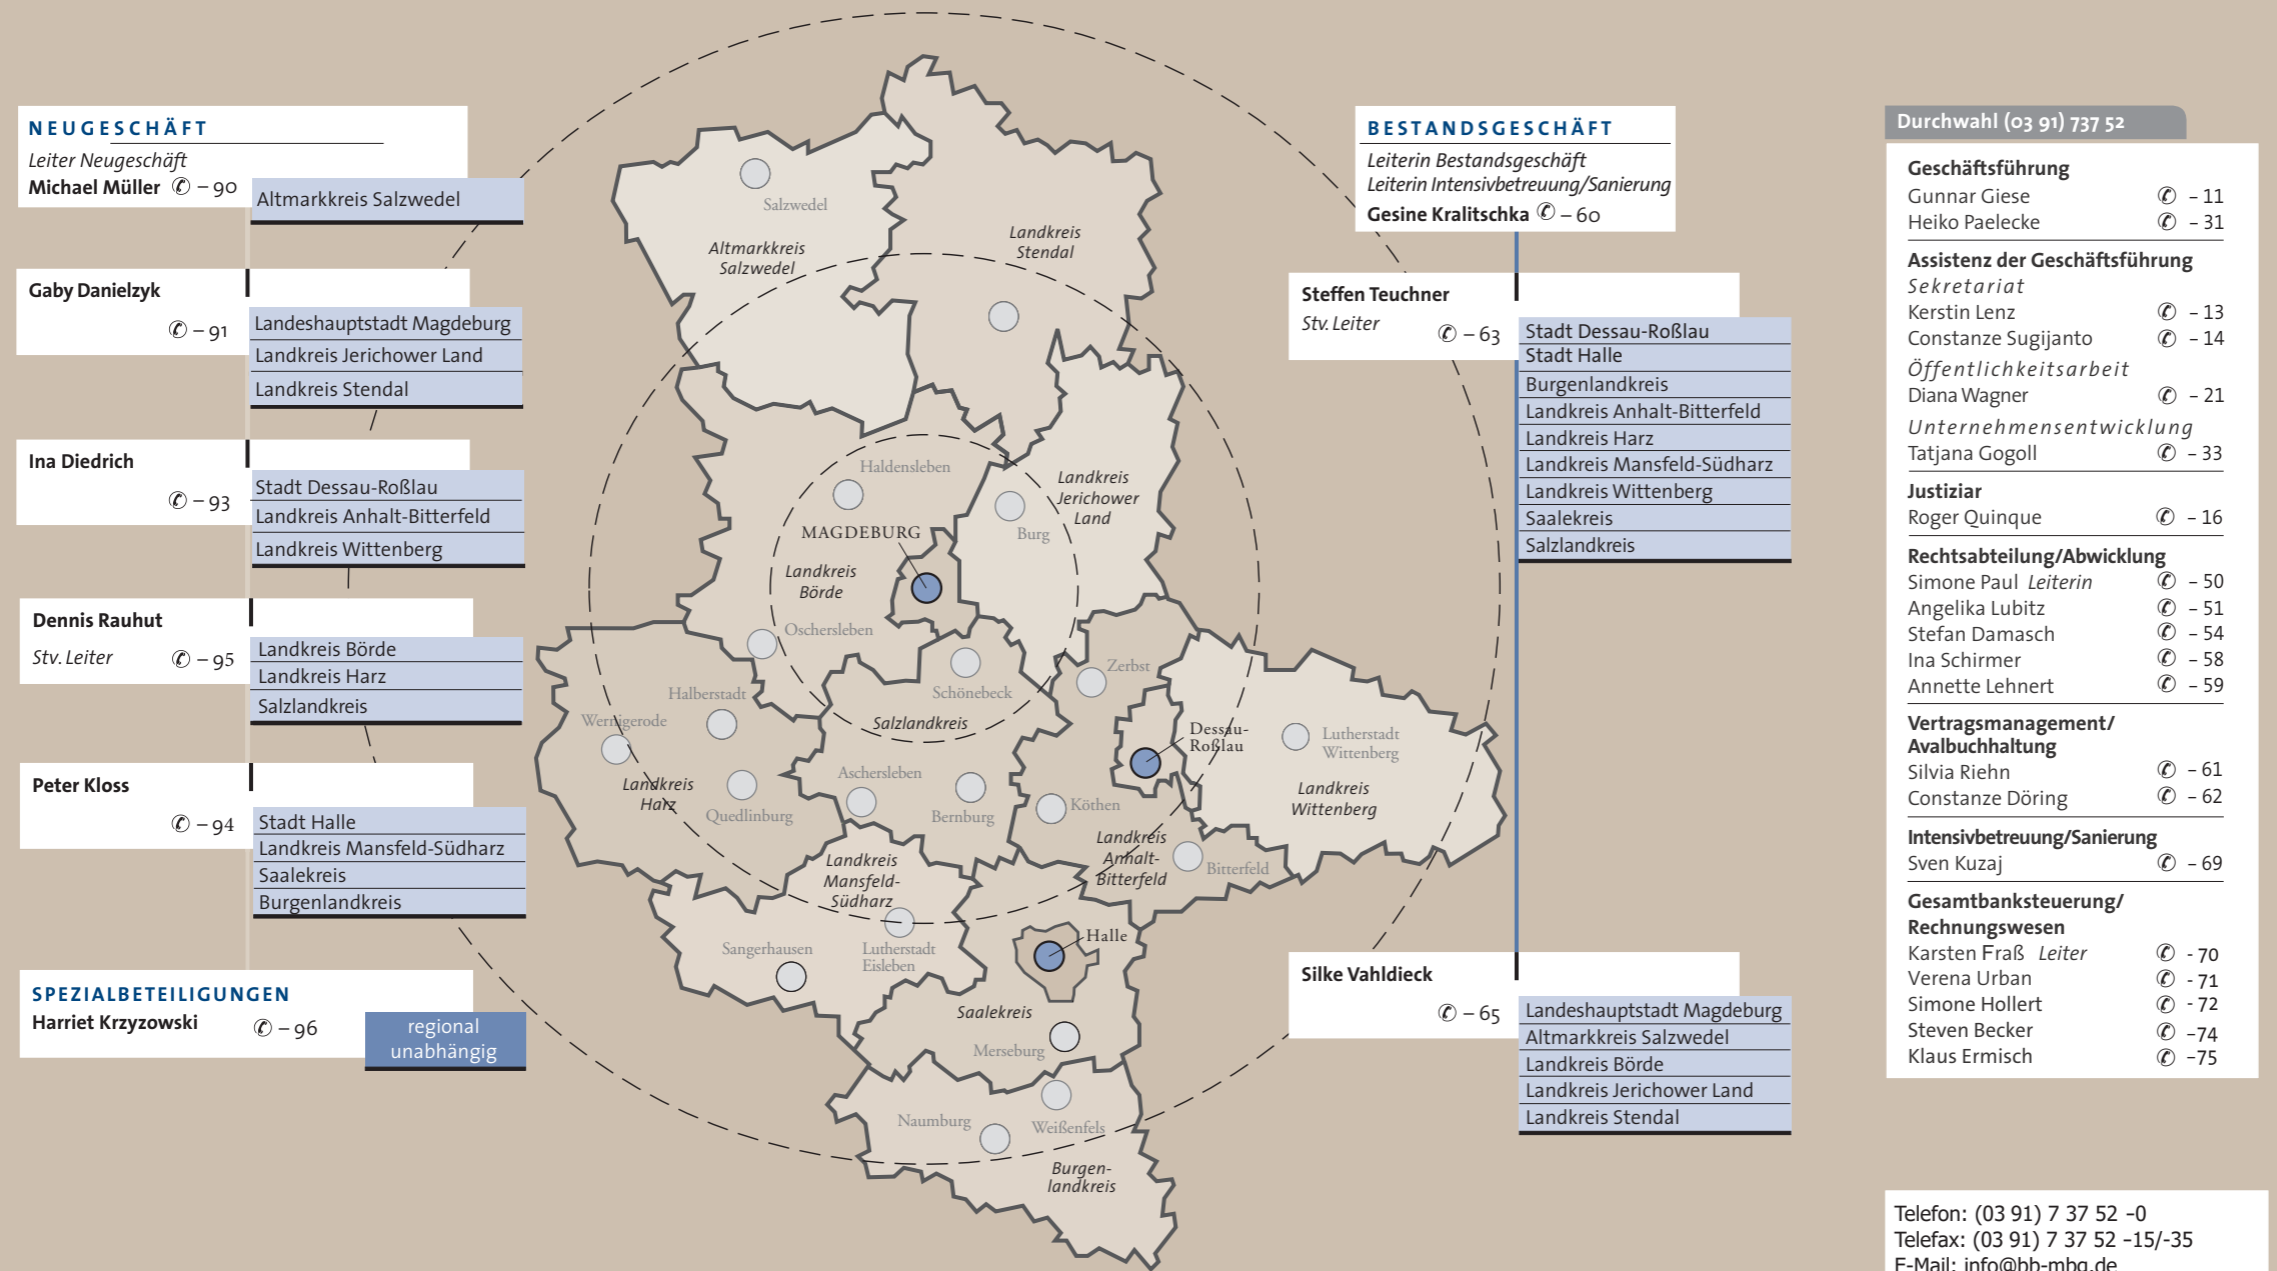 NEUGESCHÄFT
Leiter Neugeschäft
Michael Müller ✆ – 90
Altmarkkreis Salzwedel
Gaby Danielzyk
✆ – 91
Landeshauptstadt Magdeburg
Landkreis Jerichower Land
Landkreis Stendal
Ina Diedrich
✆ – 93
Stadt Dessau-Roßlau
Landkreis Anhalt-Bitterfeld
Landkreis Wittenberg
Dennis Rauhut
Stv. Leiter ✆ – 95
Landkreis Börde
Landkreis Harz
Salzlandkreis
Peter Kloss
✆ – 94
Stadt Halle
Landkreis Mansfeld-Südharz
Saalekreis
Burgenlandkreis
SPEZIALBETEILIGUNGEN
Harriet Krzyzowski ✆ – 96
regional
unabhängig
Salzwedel
Altmarkkreis
Salzwedel
Landkreis
Stendal
Haldensleben
MAGDEBURG
Landkreis
Börde
Burg
Landkreis
Jerichower
Land
Oschersleben
Halberstadt
Wernigerode
Schönebeck
Salzlandkreis
Zerbst
Dessau-
Roßlau
Lutherstadt
Wittenberg
Landkreis
Wittenberg
Landkreis
Harz
Quedlinburg
Aschersleben
Bernburg
Köthen
Landkreis
Anhalt-
Bitterfeld
Bitterfeld
Landkreis
Mansfeld-
Südharz
Sangerhausen
Lutherstadt
Eisleben
Halle
Saalekreis
Merseburg
Naumburg
Weißenfels
Burgen-
landkreis
BESTANDSGESCHÄFT
Leiterin Bestandsgeschäft
Leiterin Intensivbetreuung/Sanierung
Gesine Kralitschka ✆ – 60
Steffen Teuchner
Stv. Leiter ✆ – 63
Stadt Dessau-Roßlau
Stadt Halle
Burgenlandkreis
Landkreis Anhalt-Bitterfeld
Landkreis Harz
Landkreis Mansfeld-Südharz
Landkreis Wittenberg
Saalekreis
Salzlandkreis
Silke Vahldieck
✆ – 65
Landeshauptstadt Magdeburg
Altmarkkreis Salzwedel
Landkreis Börde
Landkreis Jerichower Land
Landkreis Stendal
Durchwahl (03 91) 737 52
Geschäftsführung
Gunnar Giese ✆ – 11
Heiko Paelecke ✆ – 31
Assistenz der Geschäftsführung
Sekretariat
Kerstin Lenz ✆ – 13
Constanze Sugijanto ✆ – 14
Öffentlichkeitsarbeit
Diana Wagner ✆ – 21
Unternehmensentwicklung
Tatjana Gogoll ✆ – 33
Justiziar
Roger Quinque ✆ – 16
Rechtsabteilung/Abwicklung
Simone Paul Leiterin ✆ – 50
Angelika Lubitz ✆ – 51
Stefan Damasch ✆ – 54
Ina Schirmer ✆ – 58
Annette Lehnert ✆ – 59
Vertragsmanagement/
Avalbuchhaltung
Silvia Riehn ✆ – 61
Constanze Döring ✆ – 62
Intensivbetreuung/Sanierung
Sven Kuzaj ✆ – 69
Gesamtbanksteuerung/
Rechnungswesen
Karsten Fraß Leiter ✆ - 70
Verena Urban ✆ - 71
Simone Hollert ✆ - 72
Steven Becker ✆ –74
Klaus Ermisch ✆ –75
Telefon: (03 91) 7 37 52 -0
Telefax: (03 91) 7 37 52 -15/-35
E-Mail: info@bb-mbg.de